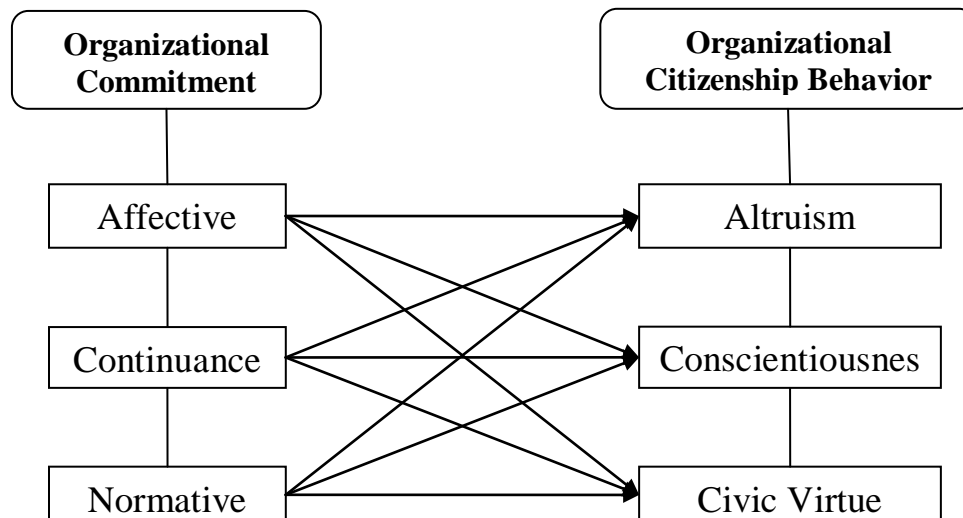 Organizational
Commitment
Organizational
Citizenship Behavior
Affective
Altruism
Continuance
Conscientiousnes
Normative
Civic Virtue